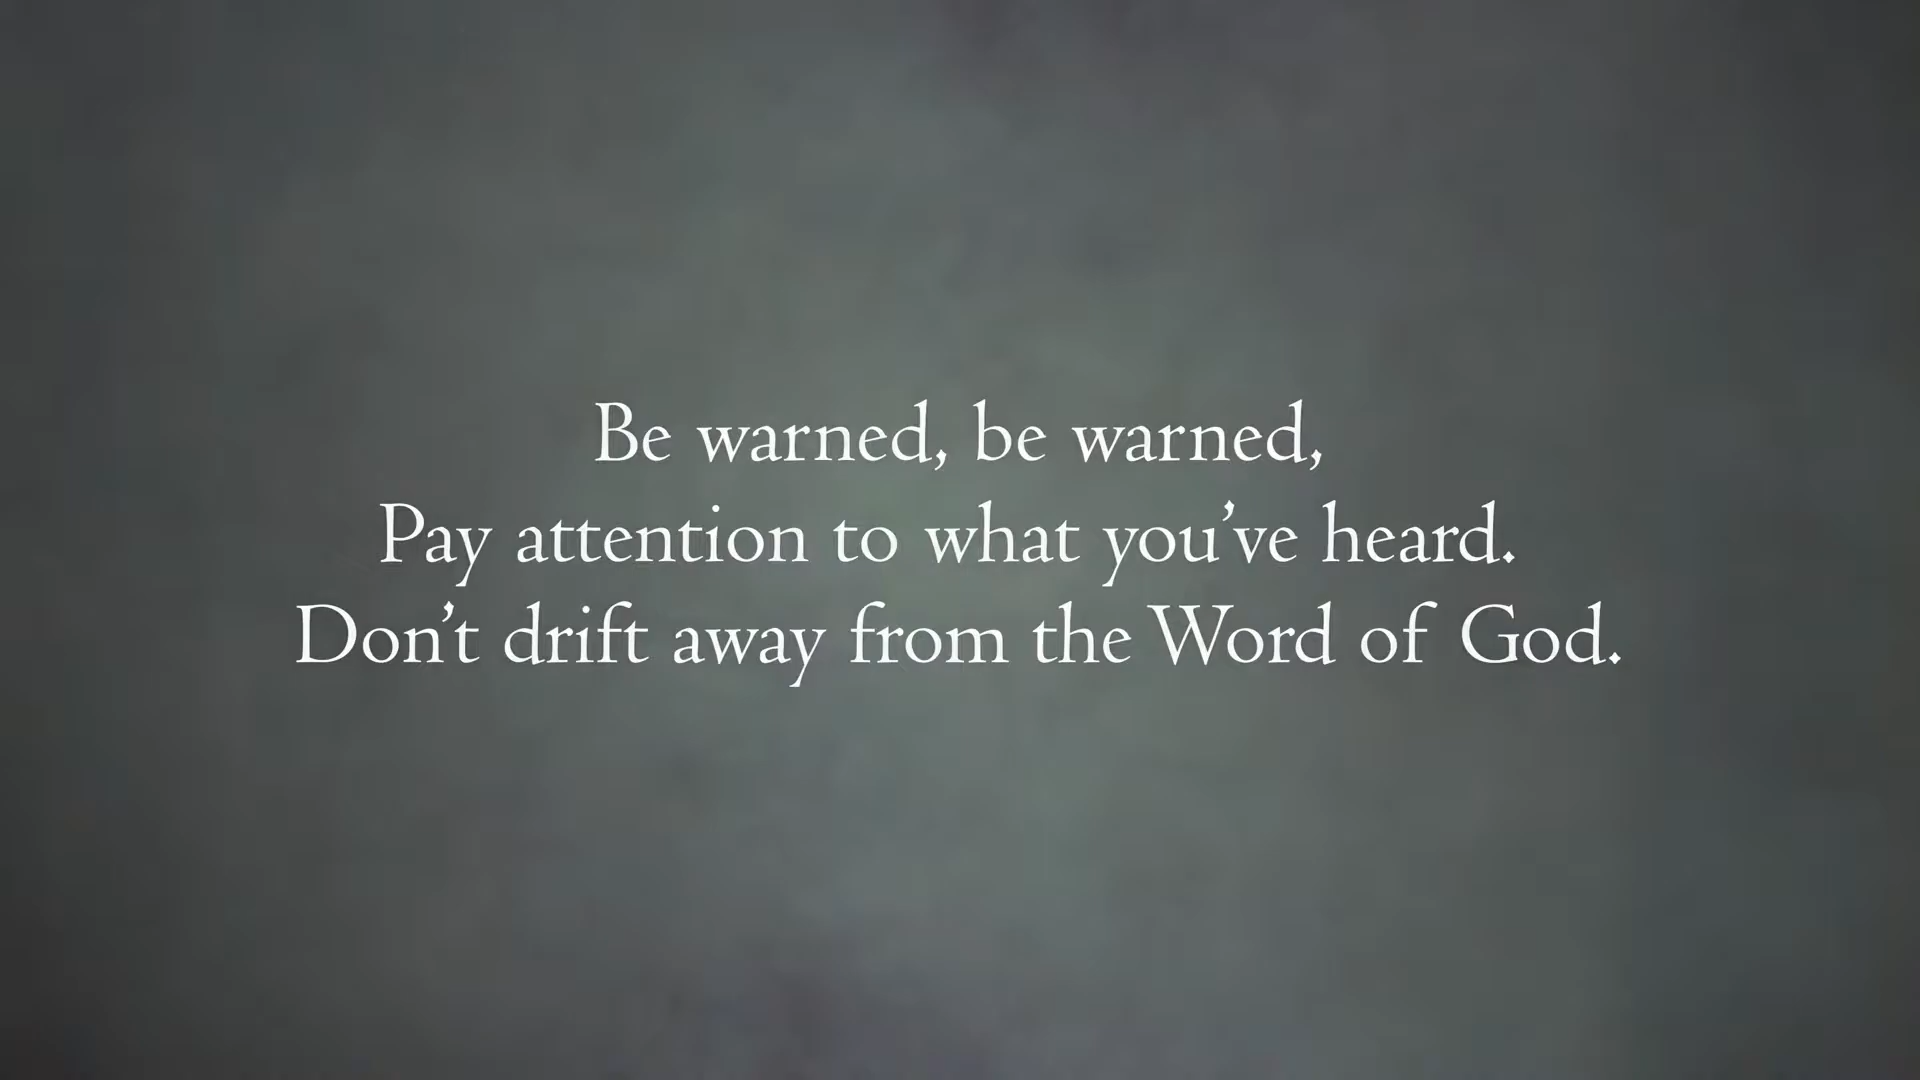 Be warned, be warned,
Pay attention to what you've heard.
Don't drift away from the Word of God.